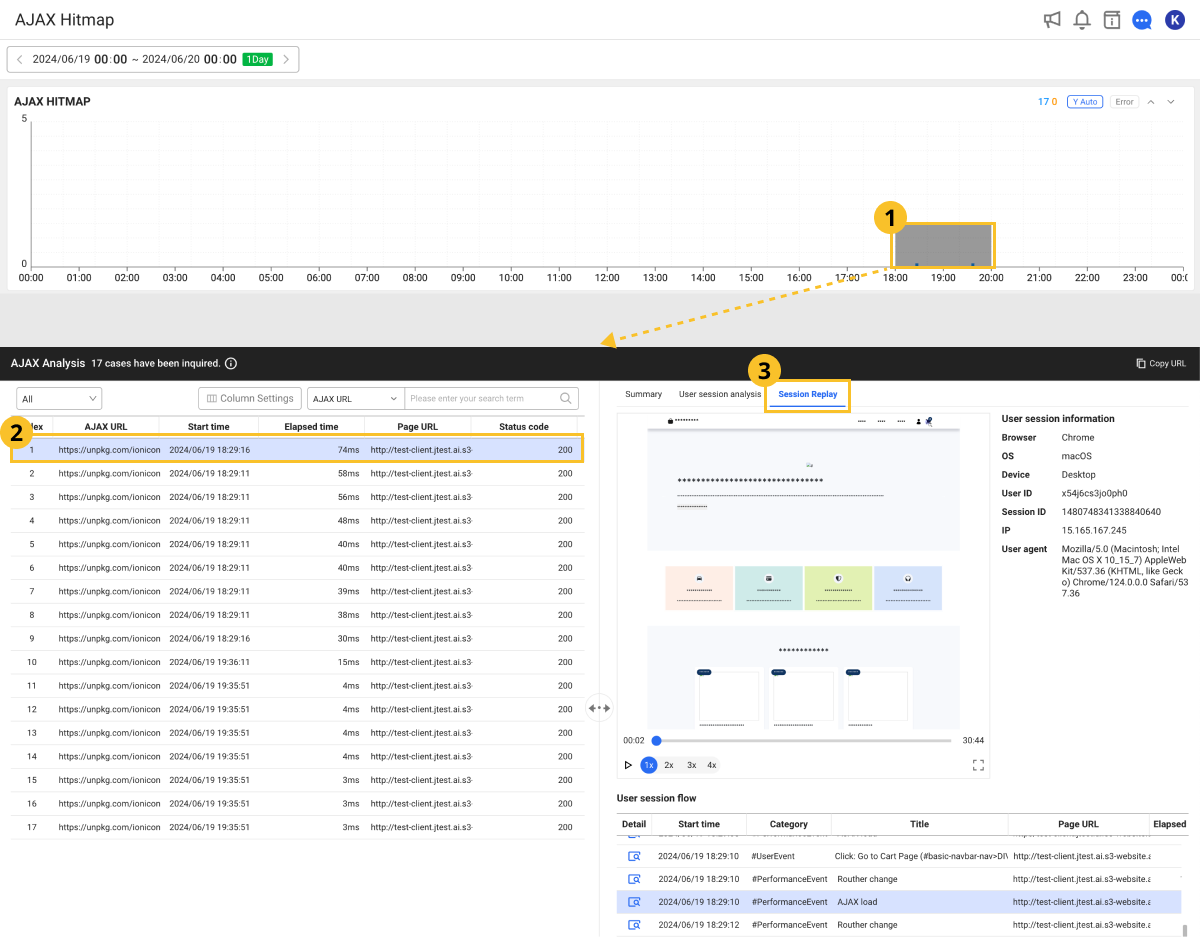 AJAX Hitmap
K
2024/06/19 00:00 ~ 2024/06/20 00:00 1Day
AJAX HITMAP
17 0 Y Auto Error
5
0
1
00:00 01:00 02:00 03:00 04:00 05:00 06:00 07:00 08:00 09:00 10:00 11:00 12:00 13:00 14:00 15:00 16:00 17:00 18:00 19:00 20:00 21:00 22:00 23:00 00:
AJAX Analysis 17 cases have been inquired.
Copy URL
3
All Column Settings AJAX URL Please enter your search term
Summary User session analysis Session Replay
2
dex AJAX URL Start time Elapsed time Page URL Status code
1 https://unpkg.com/ionicon 2024/06/19 18:29:16 74ms http://test-client.jtest.ai.s3- 200
2 https://unpkg.com/ionicon 2024/06/19 18:29:11 58ms http://test-client.jtest.ai.s3- 200
3 https://unpkg.com/ionicon 2024/06/19 18:29:11 56ms http://test-client.jtest.ai.s3- 200
4 https://unpkg.com/ionicon 2024/06/19 18:29:11 48ms http://test-client.jtest.ai.s3- 200
5 https://unpkg.com/ionicon 2024/06/19 18:29:11 40ms http://test-client.jtest.ai.s3- 200
6 https://unpkg.com/ionicon 2024/06/19 18:29:11 40ms http://test-client.jtest.ai.s3- 200
7 https://unpkg.com/ionicon 2024/06/19 18:29:11 39ms http://test-client.jtest.ai.s3- 200
8 https://unpkg.com/ionicon 2024/06/19 18:29:11 38ms http://test-client.jtest.ai.s3- 200
9 https://unpkg.com/ionicon 2024/06/19 18:29:16 30ms http://test-client.jtest.ai.s3- 200
10 https://unpkg.com/ionicon 2024/06/19 19:36:11 15ms http://test-client.jtest.ai.s3- 200
11 https://unpkg.com/ionicon 2024/06/19 19:35:51 4ms http://test-client.jtest.ai.s3- 200
12 https://unpkg.com/ionicon 2024/06/19 19:35:51 4ms http://test-client.jtest.ai.s3- 200
13 https://unpkg.com/ionicon 2024/06/19 19:35:51 4ms http://test-client.jtest.ai.s3- 200
14 https://unpkg.com/ionicon 2024/06/19 19:35:51 4ms http://test-client.jtest.ai.s3- 200
15 https://unpkg.com/ionicon 2024/06/19 19:35:51 3ms http://test-client.jtest.ai.s3- 200
16 https://unpkg.com/ionicon 2024/06/19 19:35:51 3ms http://test-client.jtest.ai.s3- 200
17 https://unpkg.com/ionicon 2024/06/19 19:35:51 3ms http://test-client.jtest.ai.s3- 200
00:02 30:44
1x 2x 3x 4x
User session information
Browser Chrome
OS macOS
Device Desktop
User ID x54j6cs3jo0ph0
Session ID 1480748341338840640
IP 15.165.167.245
User agent Mozilla/5.0 (Macintosh; Intel
Mac OS X 10_15_7) AppleWeb
Kit/537.36 (KHTML, like Geck
o) Chrome/124.0.0.0 Safari/53
7.36
User session flow
Detail Start time Category Title Page URL Elapsed
2024/06/19 18:29:10 #UserEvent Click: Go to Cart Page (#basic-navbar-nav>DIV http://test-client.jtest.ai.s3-website.a
2024/06/19 18:29:10 #PerformanceEvent Routher change http://test-client.jtest.ai.s3-website.a
2024/06/19 18:29:10 #PerformanceEvent AJAX load http://test-client.jtest.ai.s3-website.a
2024/06/19 18:29:12 #PerformanceEvent Routher change http://test-client.jtest.ai.s3-website.a